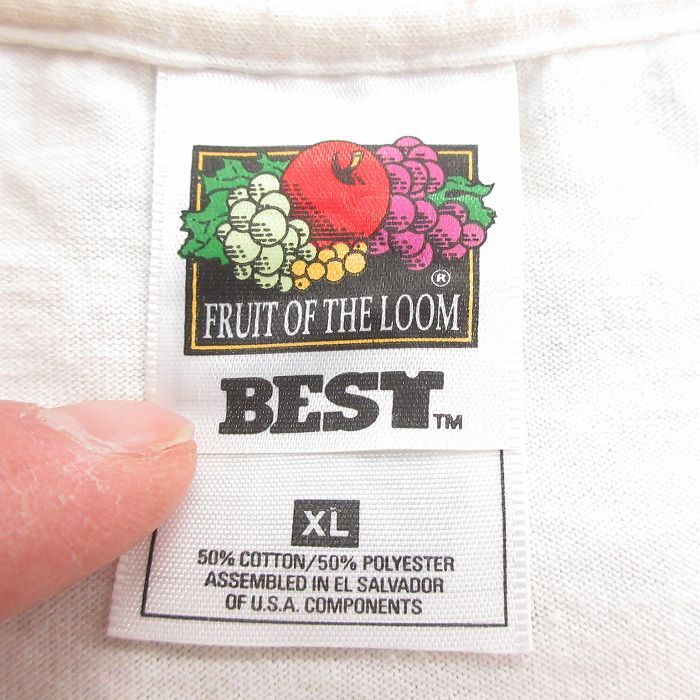 ®
FRUIT OF THE LOOM
BEST™
XL
50% COTTON/50% POLYESTER
ASSEMBLED IN EL SALVADOR
OF U.S.A. COMPONENTS